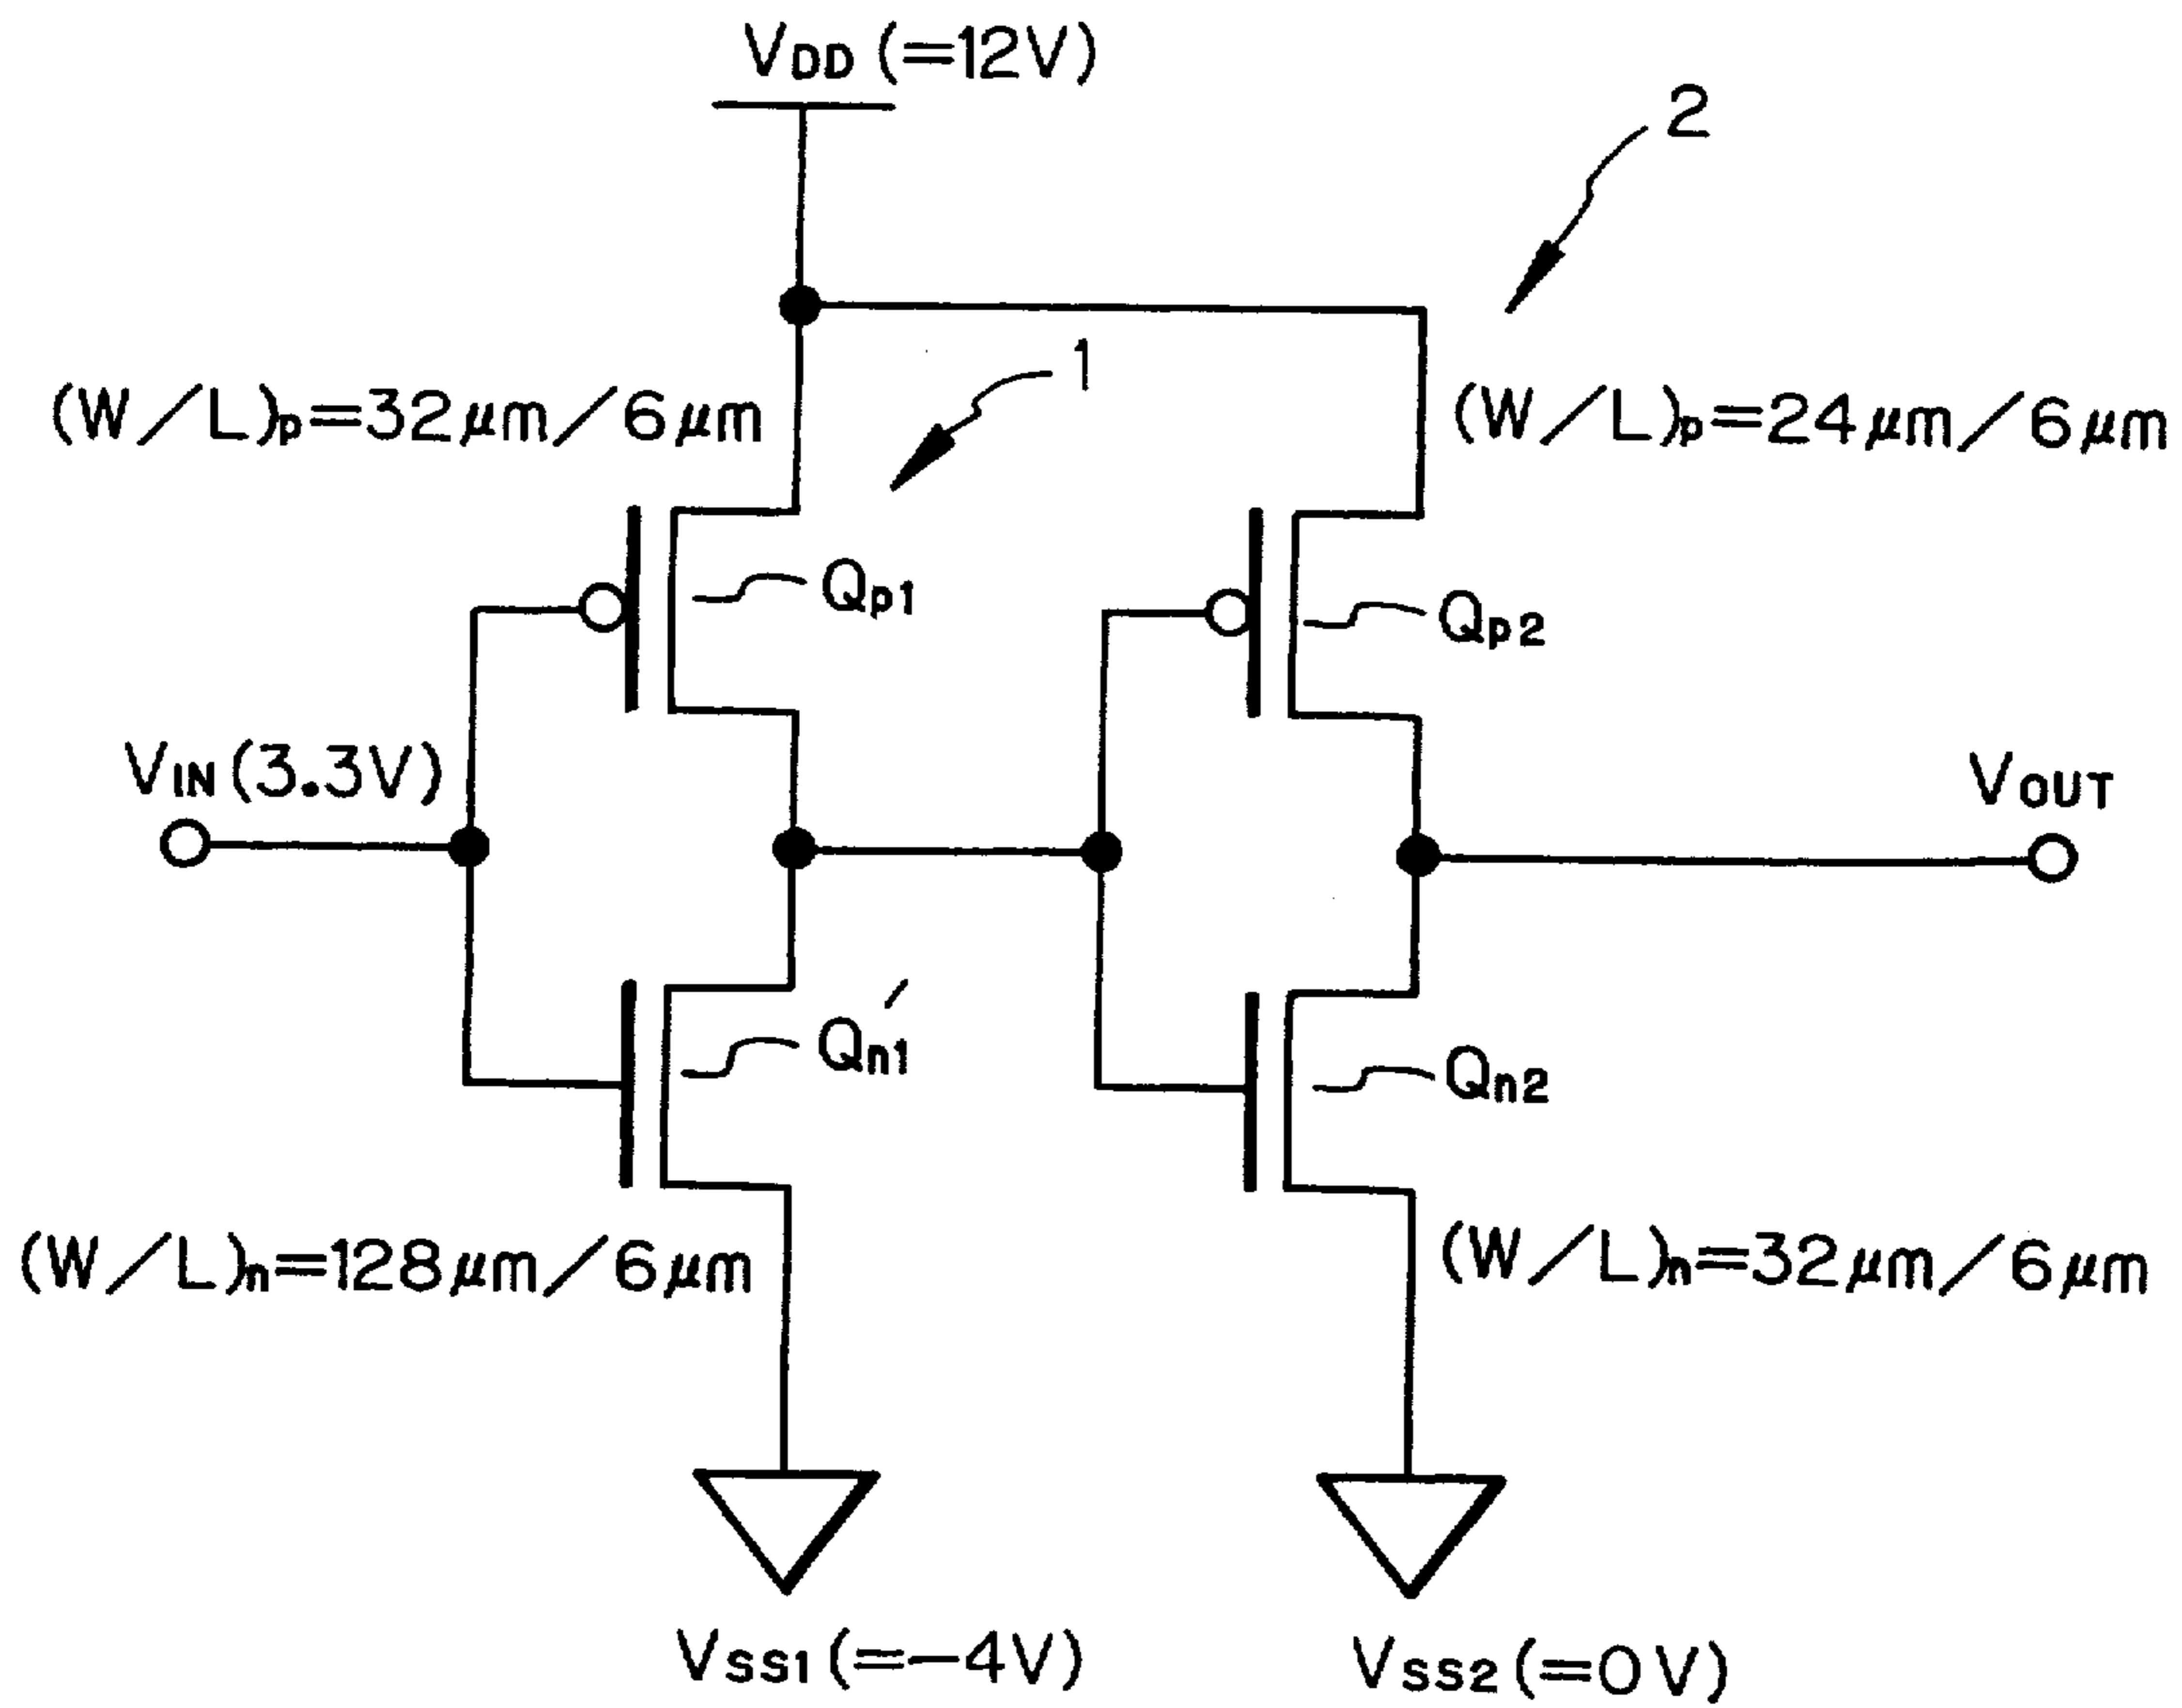 VDD (=12V)
2
1
(W/L)p=32μm/6μm
(W/L)p=24μm/6μm
Qp1
Qp2
VIN(3.3V)
VOUT
Qn1
Qn2
(W/L)n=128μm/6μm
(W/L)n=32μm/6μm
VSS1(=−4V)
VSS2(=0V)